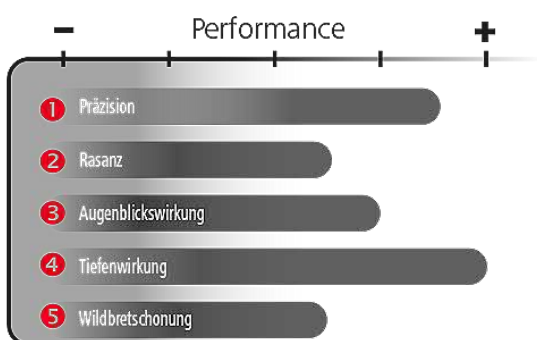 − Performance +
1 Präzision
2 Rasanz
3 Augenblickswirkung
4 Tiefenwirkung
5 Wildbretschonung